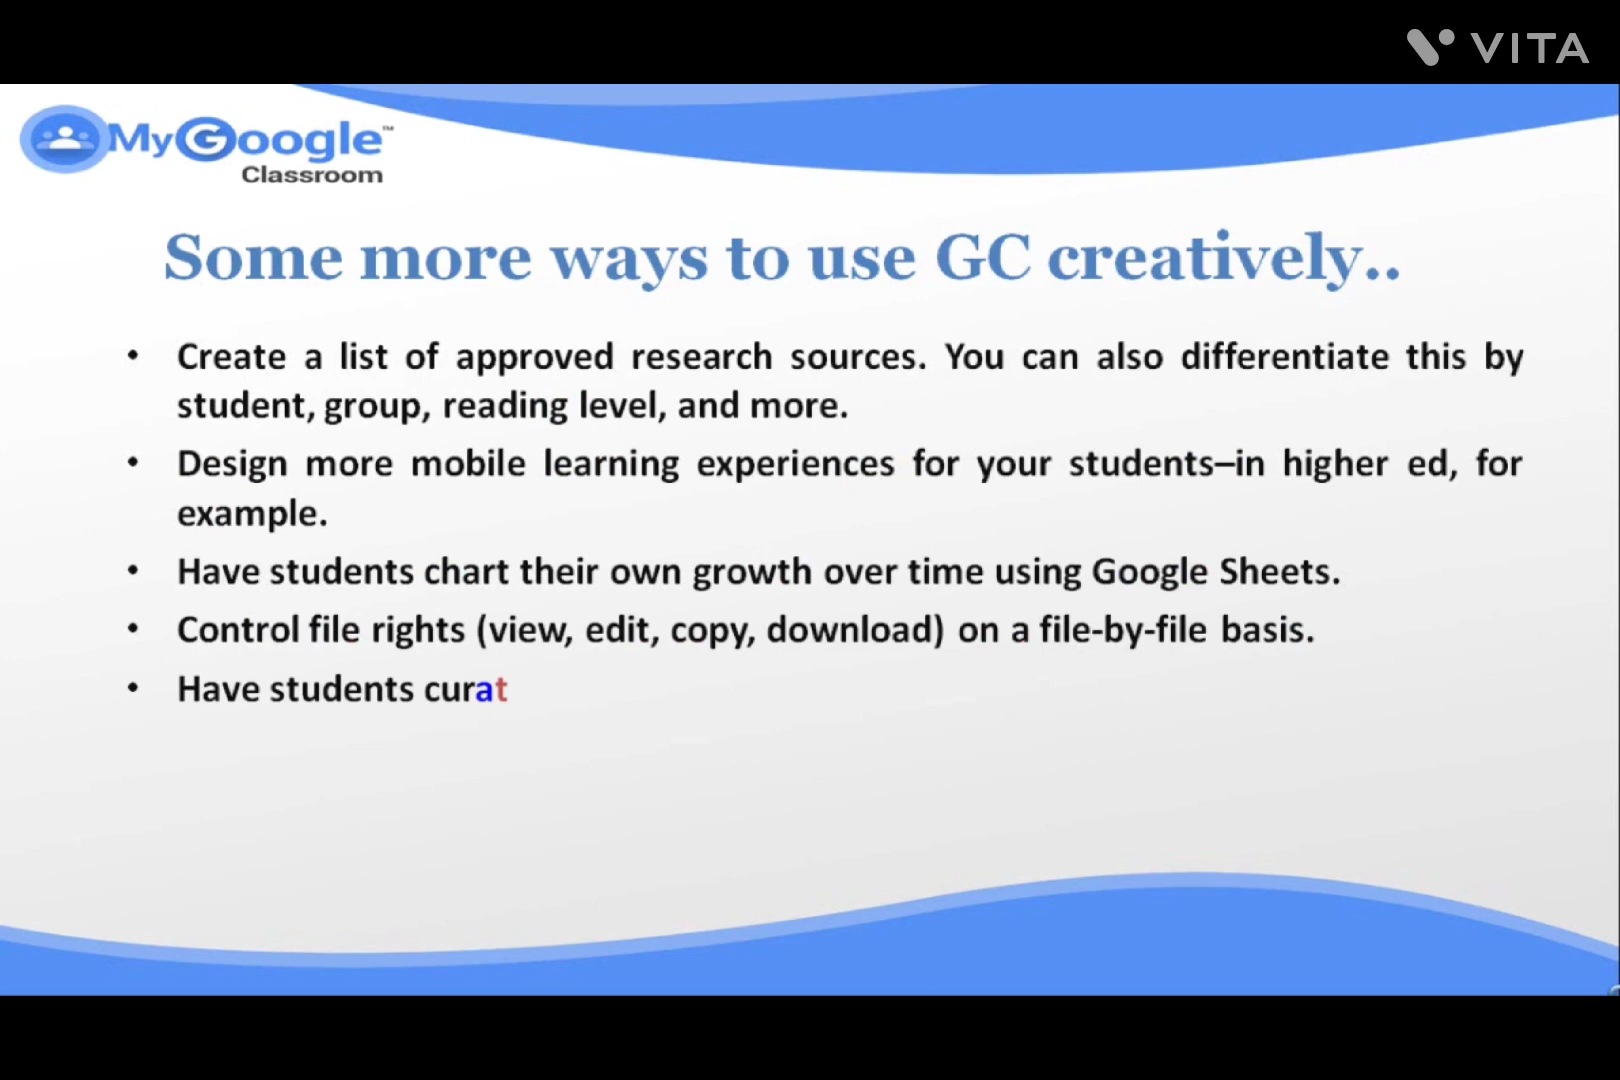 VITA
MyGoogle™
Classroom
Some more ways to use GC creatively..
• Create a list of approved research sources. You can also differentiate this by
student, group, reading level, and more.
• Design more mobile learning experiences for your students–in higher ed, for
example.
• Have students chart their own growth over time using Google Sheets.
• Control file rights (view, edit, copy, download) on a file-by-file basis.
• Have students curat